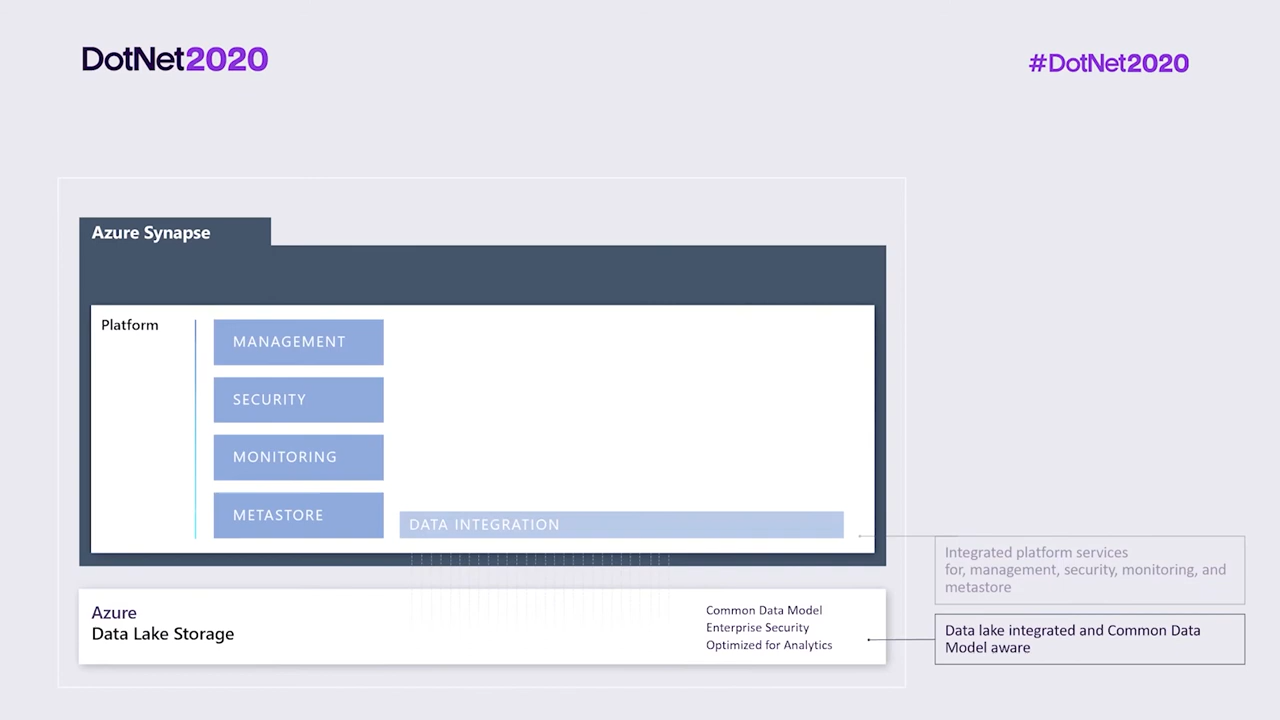 DotNet2020
#DotNet2020
Azure Synapse
Platform
MANAGEMENT
SECURITY
MONITORING
METASTORE
DATA INTEGRATION
Integrated platform services
for, management, security, monitoring, and
metastore
Azure
Data Lake Storage
Common Data Model
Enterprise Security
Optimized for Analytics
Data lake integrated and Common Data
Model aware